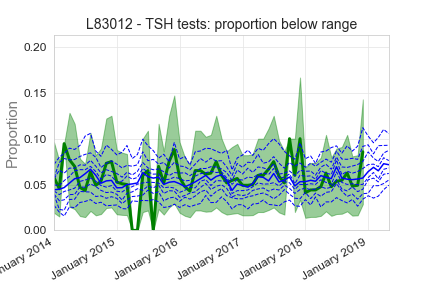 L83012 - TSH tests: proportion below range
Proportion
0.20
0.15
0.10
0.05
0.00
January 2015
January 2016
January 2017
January 2018
January 2019
nuary 2014